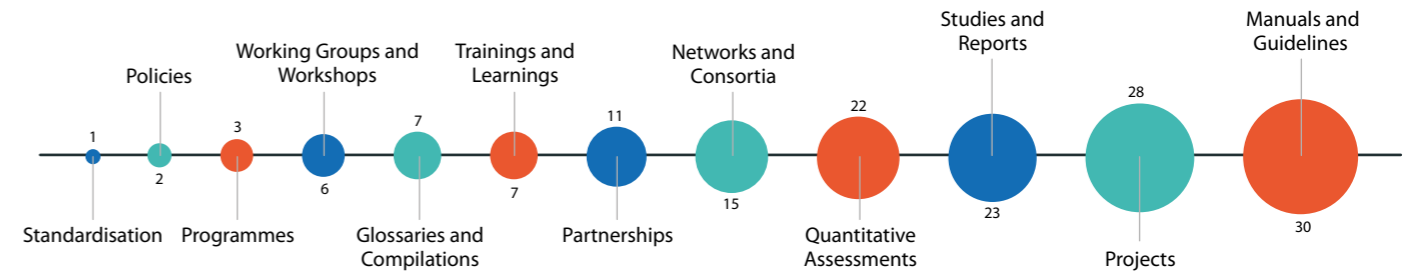 1
Standardisation
Policies
2
3
Programmes
Working Groups and
Workshops
6
7
Glossaries and
Compilations
Trainings and
Learnings
7
11
Partnerships
Networks and
Consortia
15
22
Quantitative
Assessments
Studies and
Reports
23
28
Projects
Manuals and
Guidelines
30